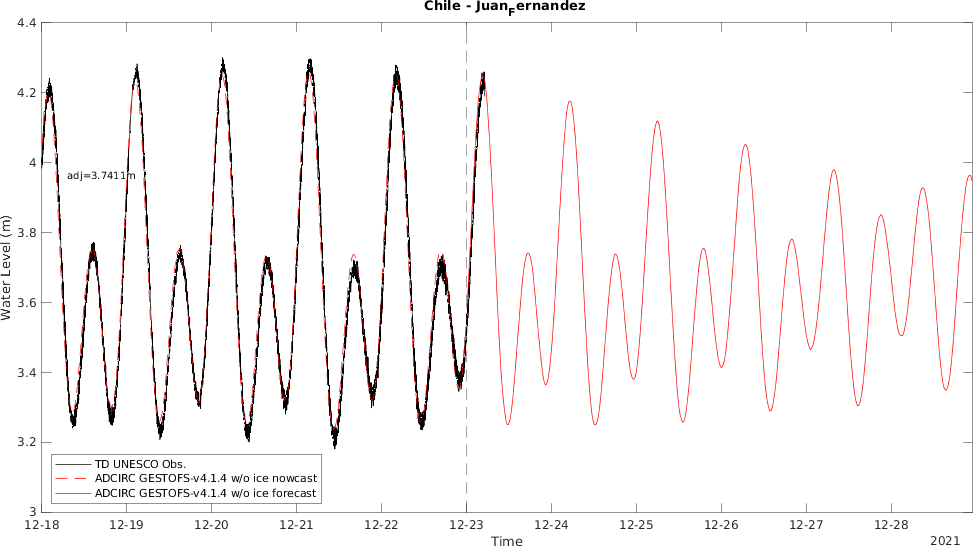 Chile - JuanFernandez
4.4
4.2
4
3.8
3.6
3.4
3.2
3
Water Level (m)
adj=3.7411m
TD UNESCO Obs.
ADCIRC GESTOFS-v4.1.4 w/o ice nowcast
ADCIRC GESTOFS-v4.1.4 w/o ice forecast
12-18 12-19 12-20 12-21 12-22 12-23 12-24 12-25 12-26 12-27 12-28
Time
2021